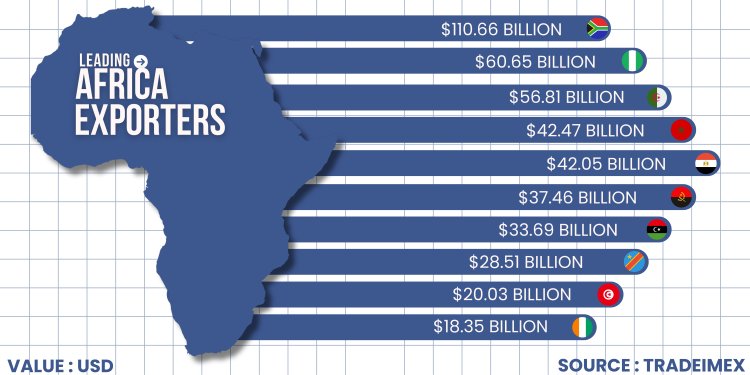 LEADING
AFRICA
EXPORTERS
$110.66 BILLION
$60.65 BILLION
$56.81 BILLION
$42.47 BILLION
$42.05 BILLION
$37.46 BILLION
$33.69 BILLION
$28.51 BILLION
$20.03 BILLION
$18.35 BILLION
VALUE : USD
SOURCE : TRADEIMEX